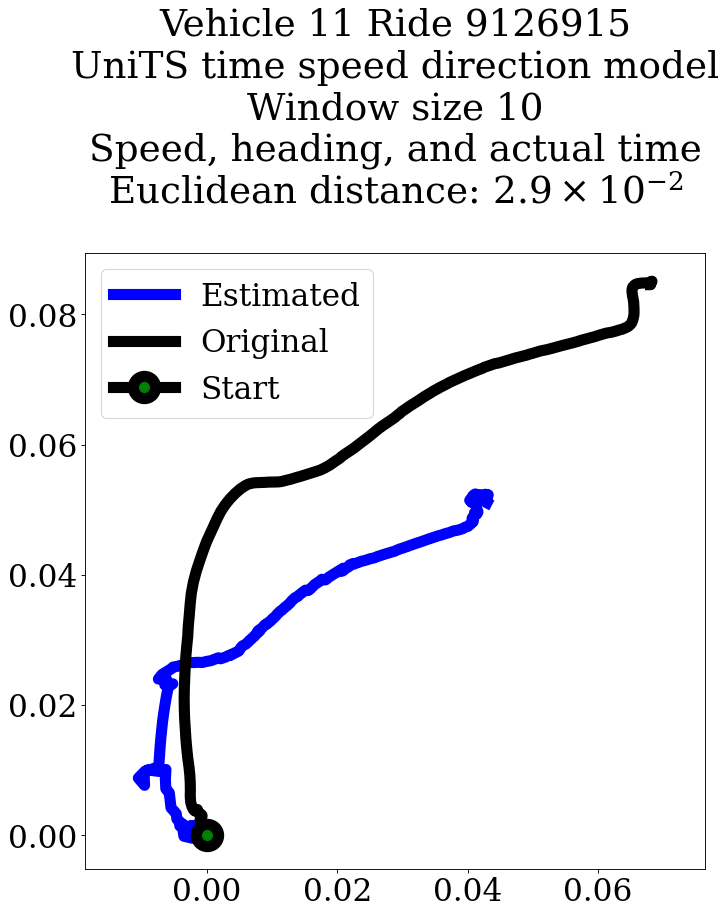 Vehicle 11 Ride 9126915
UniTS time speed direction model
Window size 10
Speed, heading, and actual time
Euclidean distance: 2.9 × 10⁻²
Estimated
Original
Start
0.08
0.06
0.04
0.02
0.00
0.00 0.02 0.04 0.06